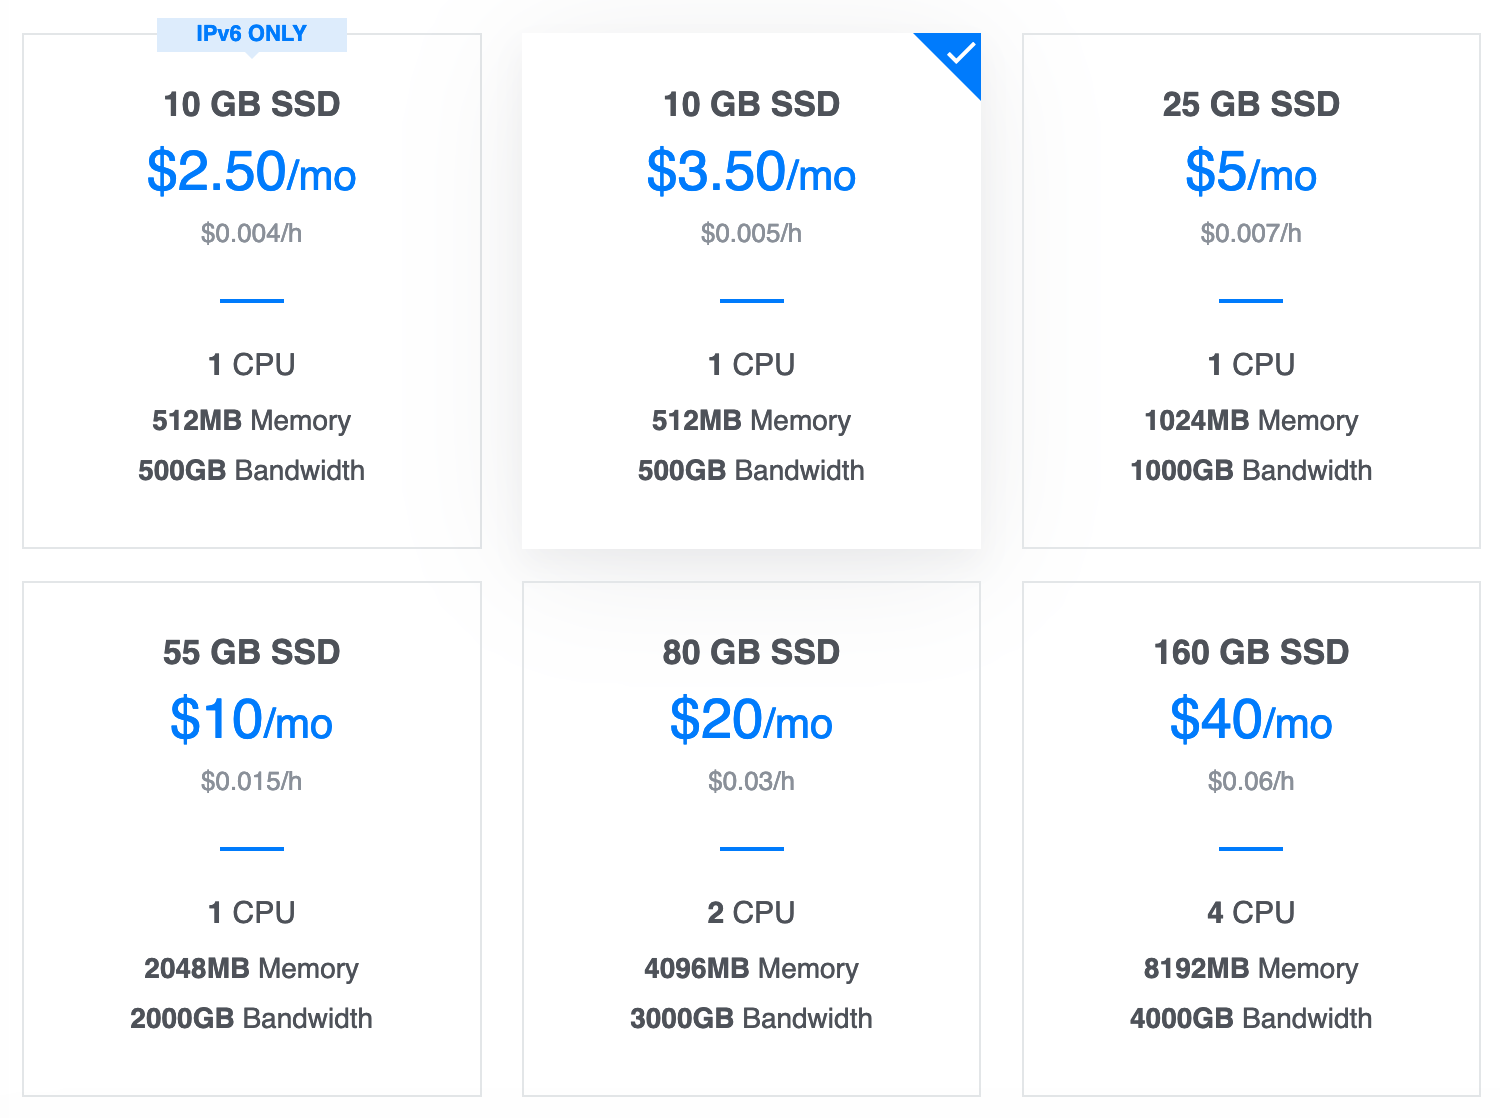 IPv6 ONLY
10 GB SSD
$2.50/mo
$0.004/h
1 CPU
512MB Memory
500GB Bandwidth
10 GB SSD
$3.50/mo
$0.005/h
1 CPU
512MB Memory
500GB Bandwidth
25 GB SSD
$5/mo
$0.007/h
1 CPU
1024MB Memory
1000GB Bandwidth
55 GB SSD
$10/mo
$0.015/h
1 CPU
2048MB Memory
2000GB Bandwidth
80 GB SSD
$20/mo
$0.03/h
2 CPU
4096MB Memory
3000GB Bandwidth
160 GB SSD
$40/mo
$0.06/h
4 CPU
8192MB Memory
4000GB Bandwidth